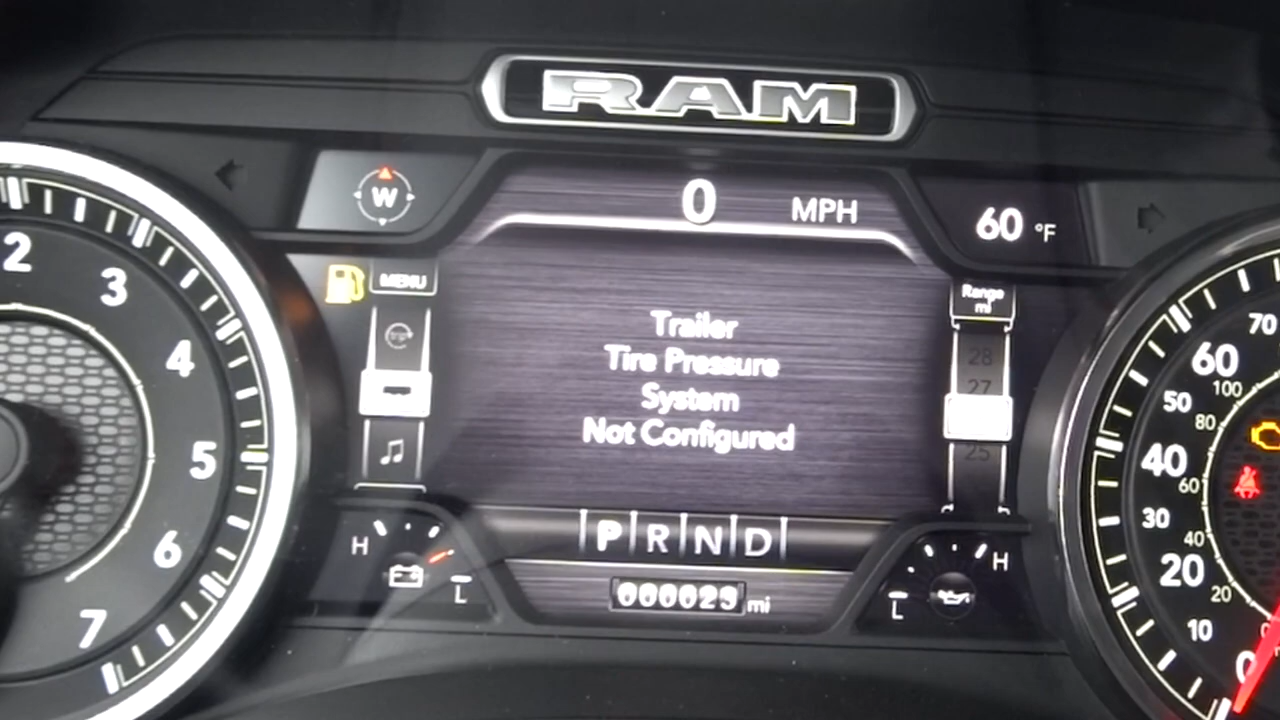 RAM
W
0 MPH
60 °F
MENU
Range
mi
28
27
25
Trailer
Tire Pressure
System
Not Configured
P R N D
H
L
mi
L
H
2
3
4
5
6
7
70
60
50
40
30
20
10
0
100
80
60
40
20